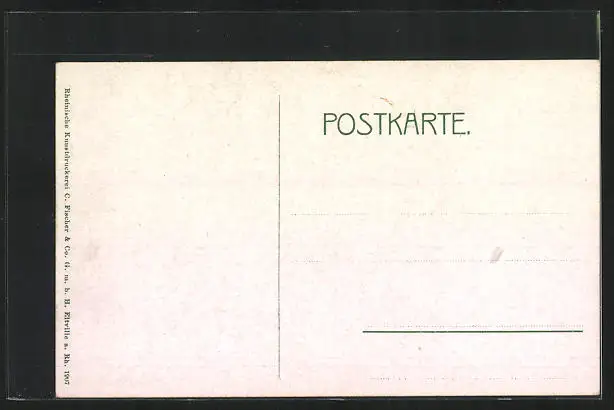 POSTKARTE.
Rheinische Kunstdruckerei C. Fischer & Co. G. m. b. H. Eltville a. Rh. 1907